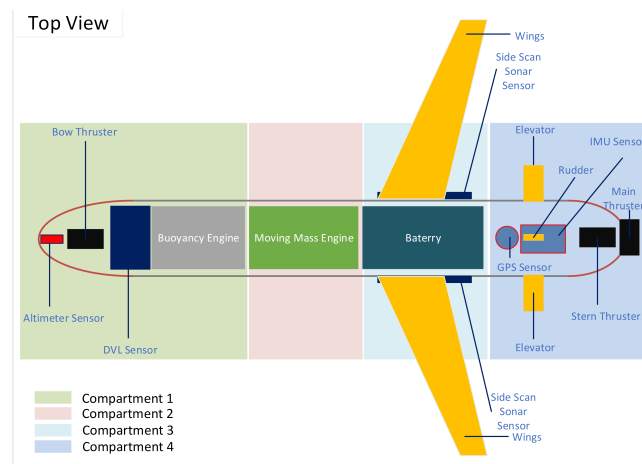 Top View
Wings
Side Scan
Sonar
Sensor
Bow Thruster
Elevator
IMU Sensor
Rudder
Main
Thruster
Buoyancy Engine
Moving Mass Engine
Baterry
GPS Sensor
Altimeter Sensor
Stern Thruster
DVL Sensor
Elevator
Side Scan
Sonar
Sensor
Wings
Compartment 1
Compartment 2
Compartment 3
Compartment 4